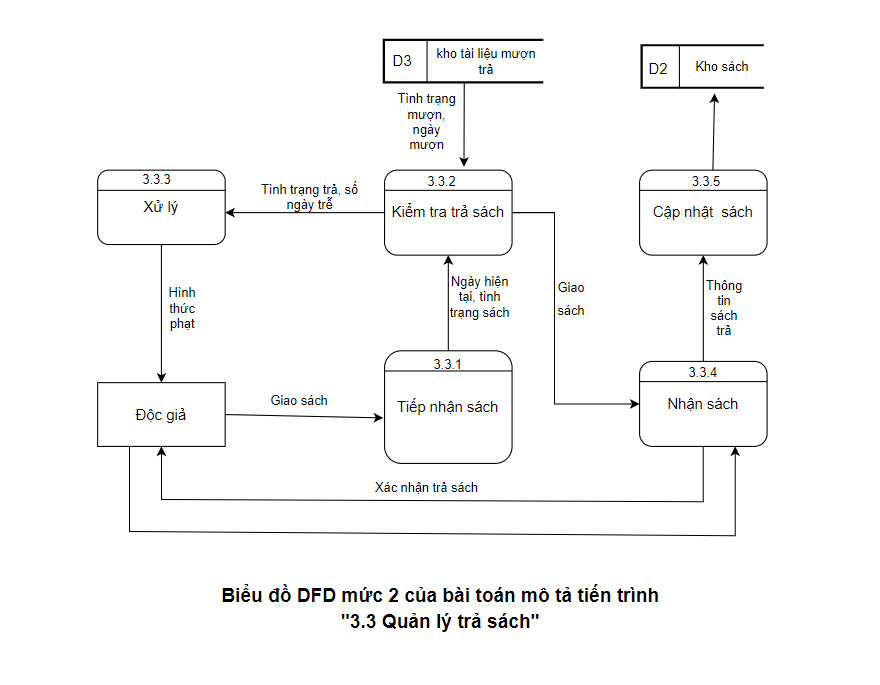 D3
kho tài liệu mượn
trả
D2
Kho sách
Tình trạng
mượn,
ngày
mượn
3.3.3
Xử lý
Tình trạng trả, số
ngày trễ
3.3.2
Kiểm tra trả sách
3.3.5
Cập nhật sách
Hình
thức
phạt
Ngày hiện
tại, tình
trạng sách
Giao
sách
Thông
tin
sách
trả
Độc giả
Giao sách
3.3.1
Tiếp nhận sách
3.3.4
Nhận sách
Xác nhận trả sách
Biểu đồ DFD mức 2 của bài toán mô tả tiến trình
"3.3 Quản lý trả sách"